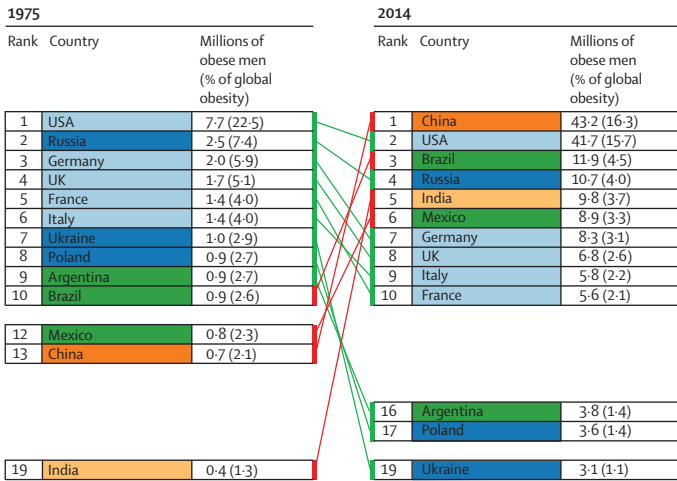 1975
Rank Country Millions of
obese men
(% of global
obesity)
1 USA 7·7 (22·5)
2 Russia 2·5 (7·4)
3 Germany 2·0 (5·9)
4 UK 1·7 (5·1)
5 France 1·4 (4·0)
6 Italy 1·4 (4·0)
7 Ukraine 1·0 (2·9)
8 Poland 0·9 (2·7)
9 Argentina 0·9 (2·7)
10 Brazil 0·9 (2·6)
12 Mexico 0·8 (2·3)
13 China 0·7 (2·1)
19 India 0·4 (1·3)
2014
Rank Country Millions of
obese men
(% of global
obesity)
1 China 43·2 (16·3)
2 USA 41·7 (15·7)
3 Brazil 11·9 (4·5)
4 Russia 10·7 (4·0)
5 India 9·8 (3·7)
6 Mexico 8·9 (3·3)
7 Germany 8·3 (3·1)
8 UK 6·8 (2·6)
9 Italy 5·8 (2·2)
10 France 5·6 (2·1)
16 Argentina 3·8 (1·4)
17 Poland 3·6 (1·4)
19 Ukraine 3·1 (1·1)